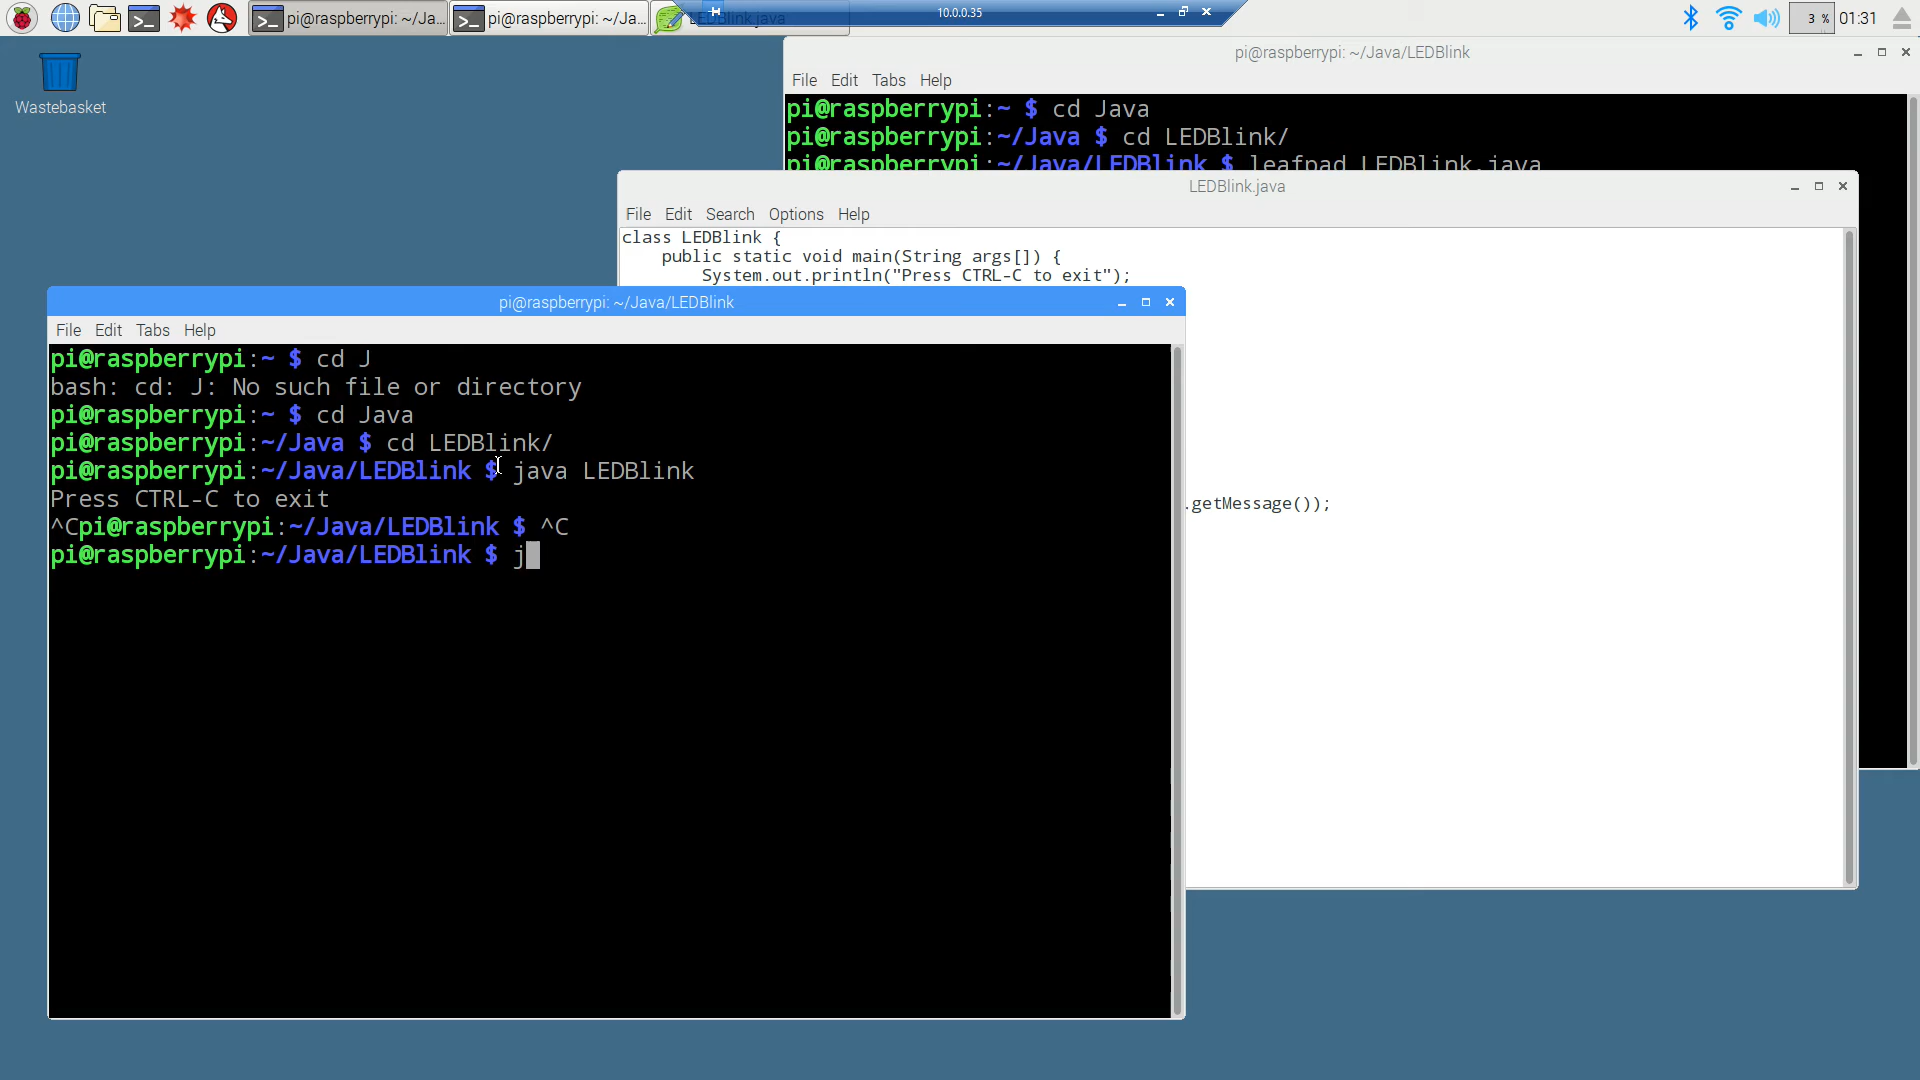 pi@raspberrypi: ~/Ja...
pi@raspberrypi: ~/Ja...
LEDBlink.java
10.0.0.35
3 %
01:31
Wastebasket
pi@raspberrypi: ~/Java/LEDBlink
File Edit Tabs Help
pi@raspberrypi:~ $ cd Java
pi@raspberrypi:~/Java $ cd LEDBlink/
pi@raspberrypi:~/Java/LEDBlink $ leafpad LEDBlink.java
LEDBlink.java
File Edit Search Options Help
class LEDBlink {
public static void main(String args[]) {
System.out.println("Press CTRL-C to exit");
.getMessage());
pi@raspberrypi: ~/Java/LEDBlink
File Edit Tabs Help
pi@raspberrypi:~ $ cd J
bash: cd: J: No such file or directory
pi@raspberrypi:~ $ cd Java
pi@raspberrypi:~/Java $ cd LEDBlink/
pi@raspberrypi:~/Java/LEDBlink $ java LEDBlink
Press CTRL-C to exit
^Cpi@raspberrypi:~/Java/LEDBlink $ ^C
pi@raspberrypi:~/Java/LEDBlink $ j